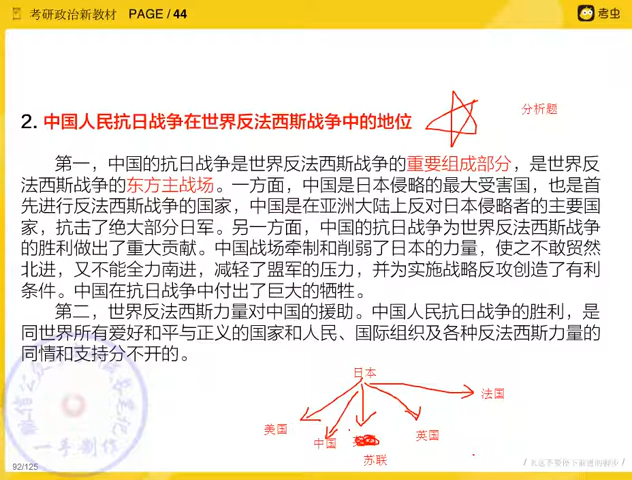 考研政治新教材 PAGE / 44
考虫
分析题
2. 中国人民抗日战争在世界反法西斯战争中的地位
第一，中国的抗日战争是世界反法西斯战争的重要组成部分，是世界反
法西斯战争的东方主战场。一方面，中国是日本侵略的最大受害国，也是首
先进行反法西斯战争的国家，中国是在亚洲大陆上反对日本侵略者的主要国
家，抗击了绝大部分日军。另一方面，中国的抗日战争为世界反法西斯战争
的胜利做出了重大贡献。中国战场牵制和削弱了日本的力量，使之不敢贸然
北进，又不能全力南进，减轻了盟军的压力，并为实施战略反攻创造了有利
条件。中国在抗日战争中付出了巨大的牺牲。
第二，世界反法西斯力量对中国的援助。中国人民抗日战争的胜利，是
同世界所有爱好和平与正义的国家和人民、国际组织及各种反法西斯力量的
同情和支持分不开的。
日本
法国
美国
中国
英国
苏联
92/125